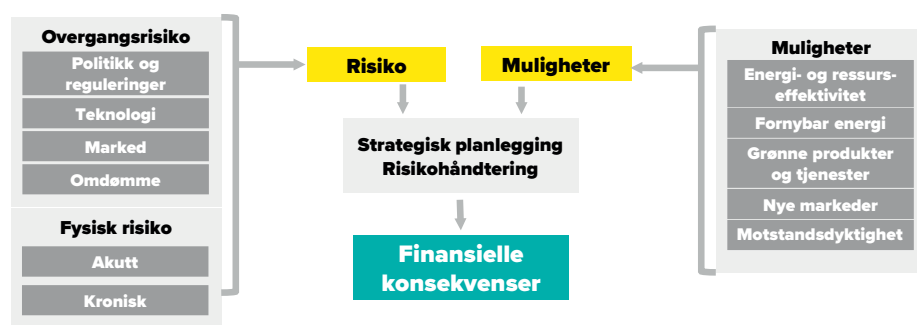 Overgangsrisiko
Politikk og
reguleringer
Teknologi
Marked
Omdømme
Fysisk risiko
Akutt
Kronisk
Risiko
Muligheter
Strategisk planlegging
Risikohåndtering
Finansielle
konsekvenser
Muligheter
Energi- og ressurs-
effektivitet
Fornybar energi
Grønne produkter
og tjenester
Nye markeder
Motstandsdyktighet